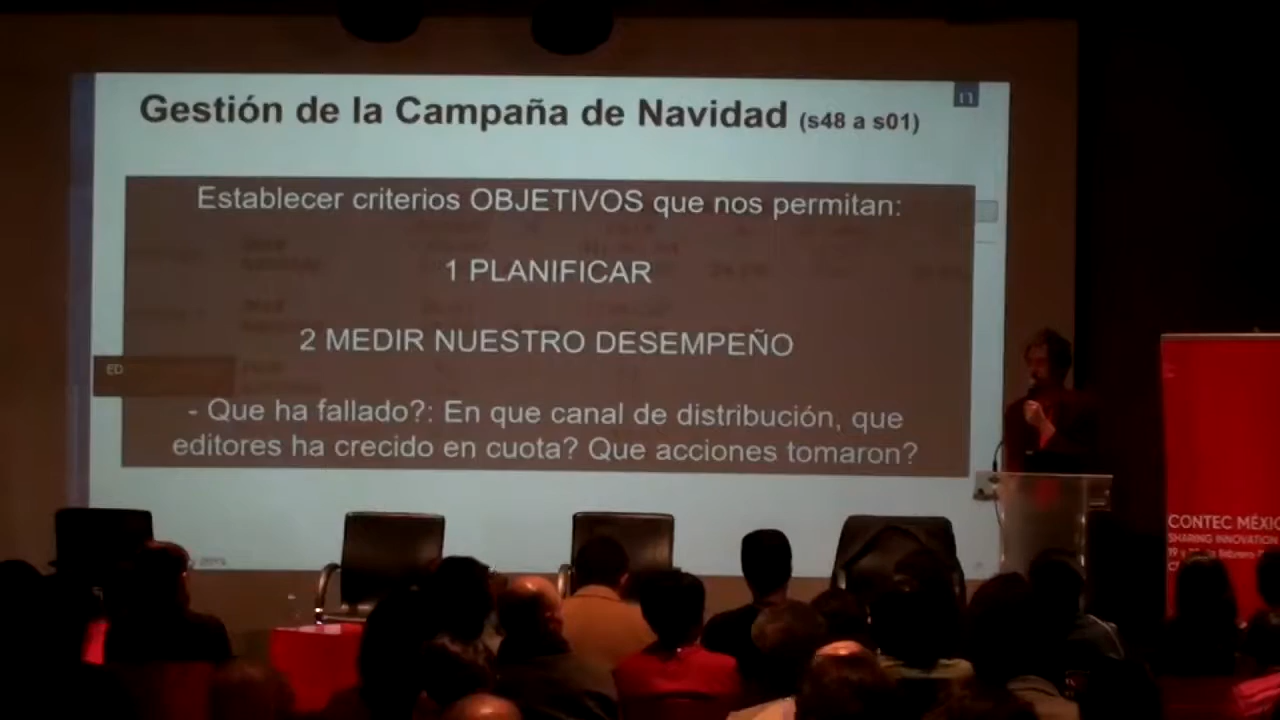 Gestión de la Campaña de Navidad (s48 a s01)
n
Establecer criterios OBJETIVOS que nos permitan:
1 PLANIFICAR
2 MEDIR NUESTRO DESEMPEÑO
ED
- Que ha fallado?: En que canal de distribución, que
editores ha crecido en cuota? Que acciones tomaron?
CONTEC MÉXIC
SHARING INNOVATION